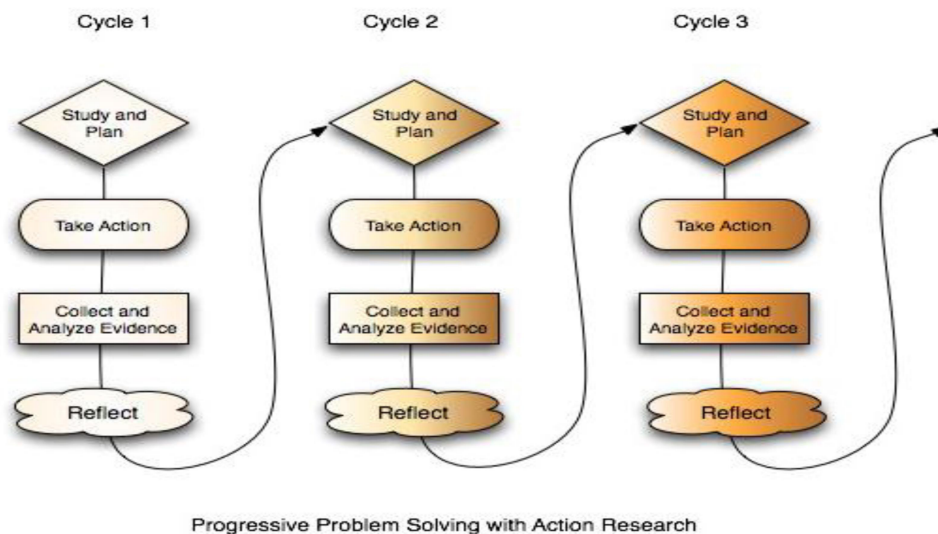 Cycle 1
Cycle 2
Cycle 3
Study and
Plan
Take Action
Collect and
Analyze Evidence
Reflect
Study and
Plan
Take Action
Collect and
Analyze Evidence
Reflect
Study and
Plan
Take Action
Collect and
Analyze Evidence
Reflect
Progressive Problem Solving with Action Research